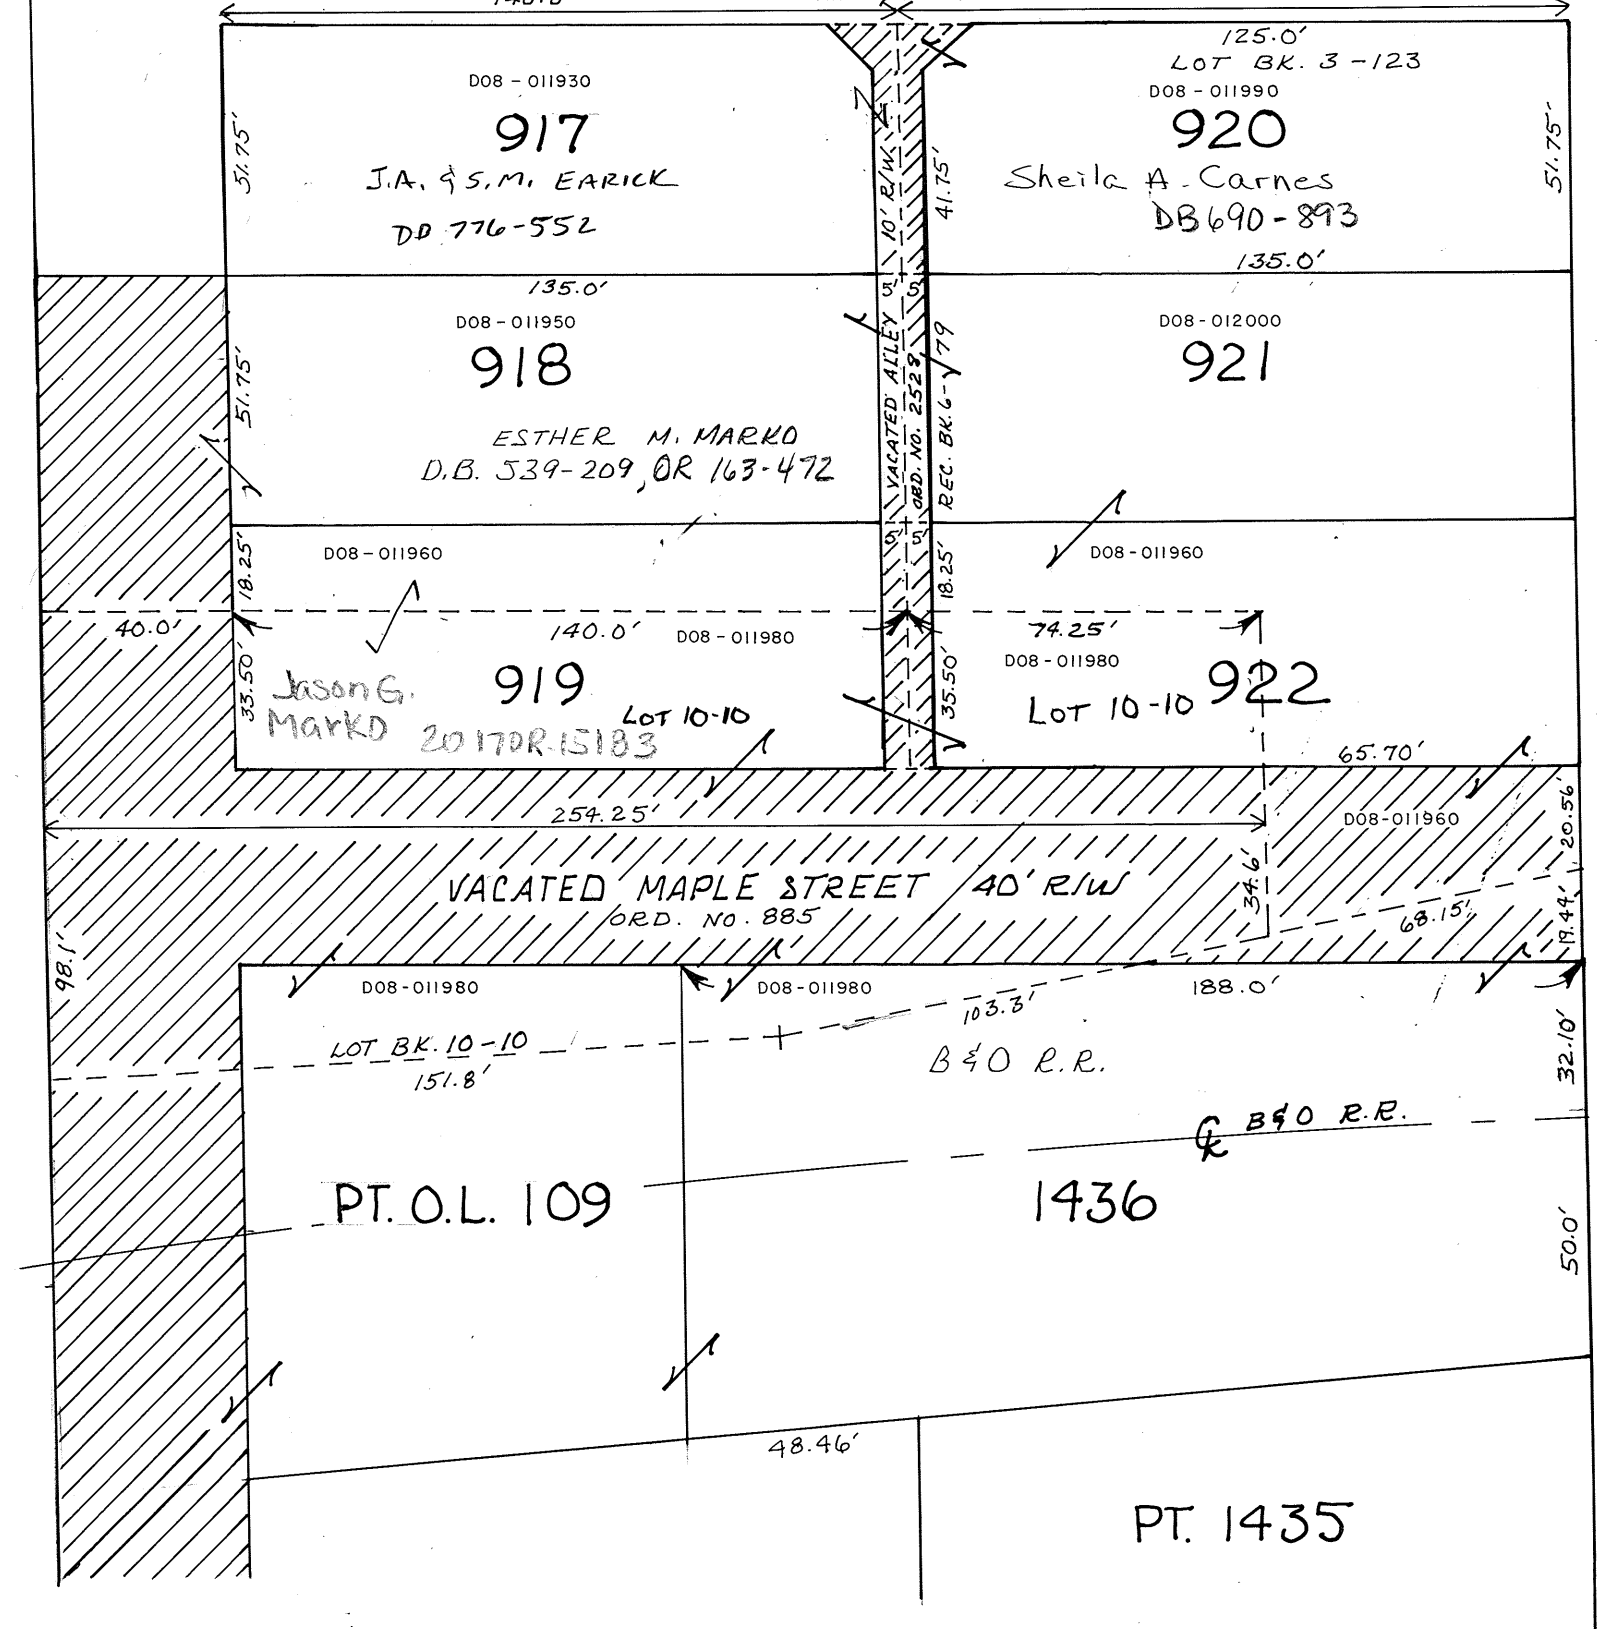 125.0'
LOT BK. 3-123
D08-011930
D08-011990
917
920
51.75'
51.75'
J.A. & S.M. EARICK
Sheila A. Carnes
10' R/W
41.75'
DB 690-893
776-552
135.0'
135.0'
5' 5'
D08-011950
D08-012000
918
921
51.75'
VACATED ALLEY
ORD. NO. 2528
REC. BK. 6-79
ESTHER M. MARKO
D.B. 539-209, OR 163-472
5' 5'
D08-011960
D08-011960
18.25'
18.25'
40.0'
140.0'
D08-011980
74.25'
D08-011980
33.50'
35.50'
Jason G.
Marko
919
922
LOT 10-10
LOT 10-10
2017OR-15183
65.70'
254.25'
D08-011960
20.56'
VACATED MAPLE STREET 40' R/W
ORD. NO. 885
34.6'
68.15'
19.44'
98.1'
D08-011980
D08-011980
188.0'
103.3'
LOT BK. 10-10
151.8'
B&O R.R.
32.10'
B&O R.R.
PT. O.L. 109
1436
50.0'
48.46'
PT. 1435